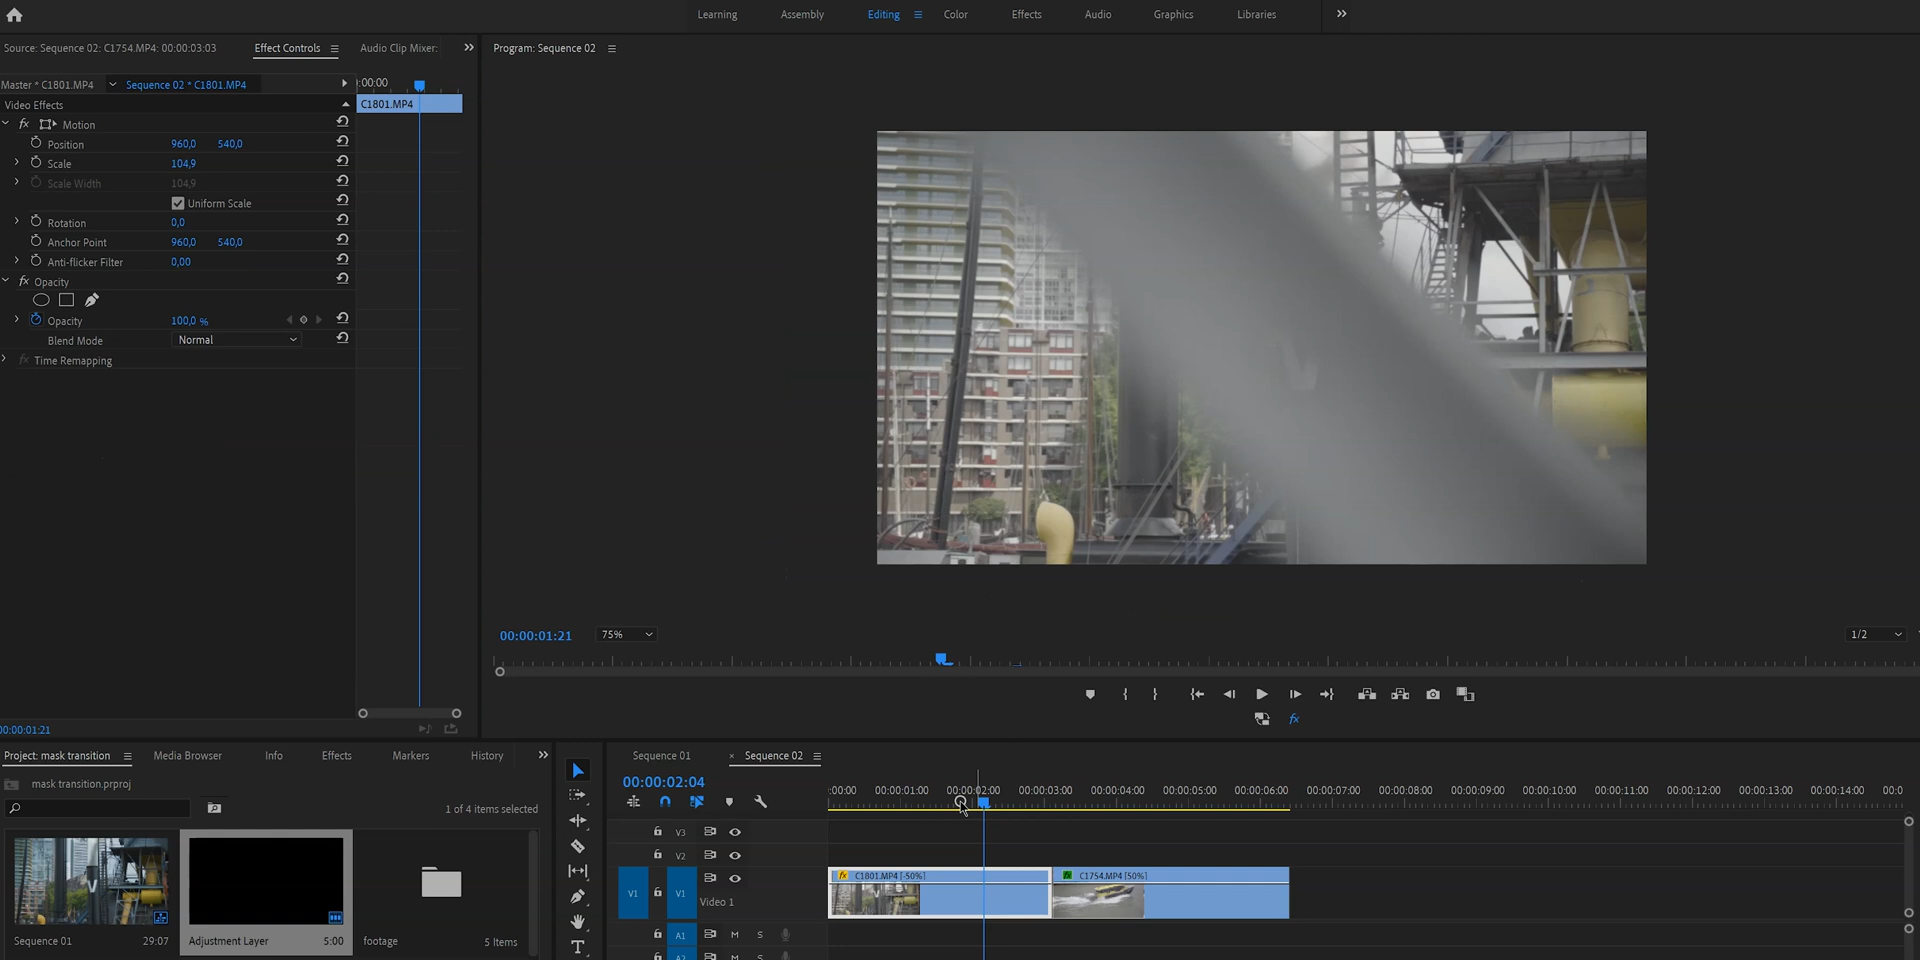 Learning Assembly Editing Color Effects Audio Graphics Libraries
Source: Sequence 02: C1754.MP4: 00:00:03:03 Effect Controls Audio Clip Mixer: Program: Sequence 02
Master * C1801.MP4 Sequence 02 * C1801.MP4 :00:00
Video Effects C1801.MP4
fx Motion
Position 960,0 540,0
Scale 104,9
Scale Width 104,9
Uniform Scale
Rotation 0,0
Anchor Point 960,0 540,0
Anti-flicker Filter 0,00
fx Opacity
Opacity 100,0 %
Blend Mode Normal
fx Time Remapping
00:00:01:21 75% 1/2
fx
00:00:01:21
Project: mask transition Media Browser Info Effects Markers History
mask transition.prproj
1 of 4 items selected
Sequence 01 29:07
Adjustment Layer 5:00
footage 5 Items
Sequence 01 × Sequence 02
00:00:02:04
:00:00 00:00:01:00 00:00:02:00 00:00:03:00 00:00:04:00 00:00:05:00 00:00:06:00 00:00:07:00 00:00:08:00 00:00:09:00 00:00:10:00 00:00:11:00 00:00:12:00 00:00:13:00 00:00:14:00 00:0
V3
V2
V1 V1 Video 1
fx C1801.MP4 [-50%] fx C1754.MP4 [50%]
A1 M S
A2 M S